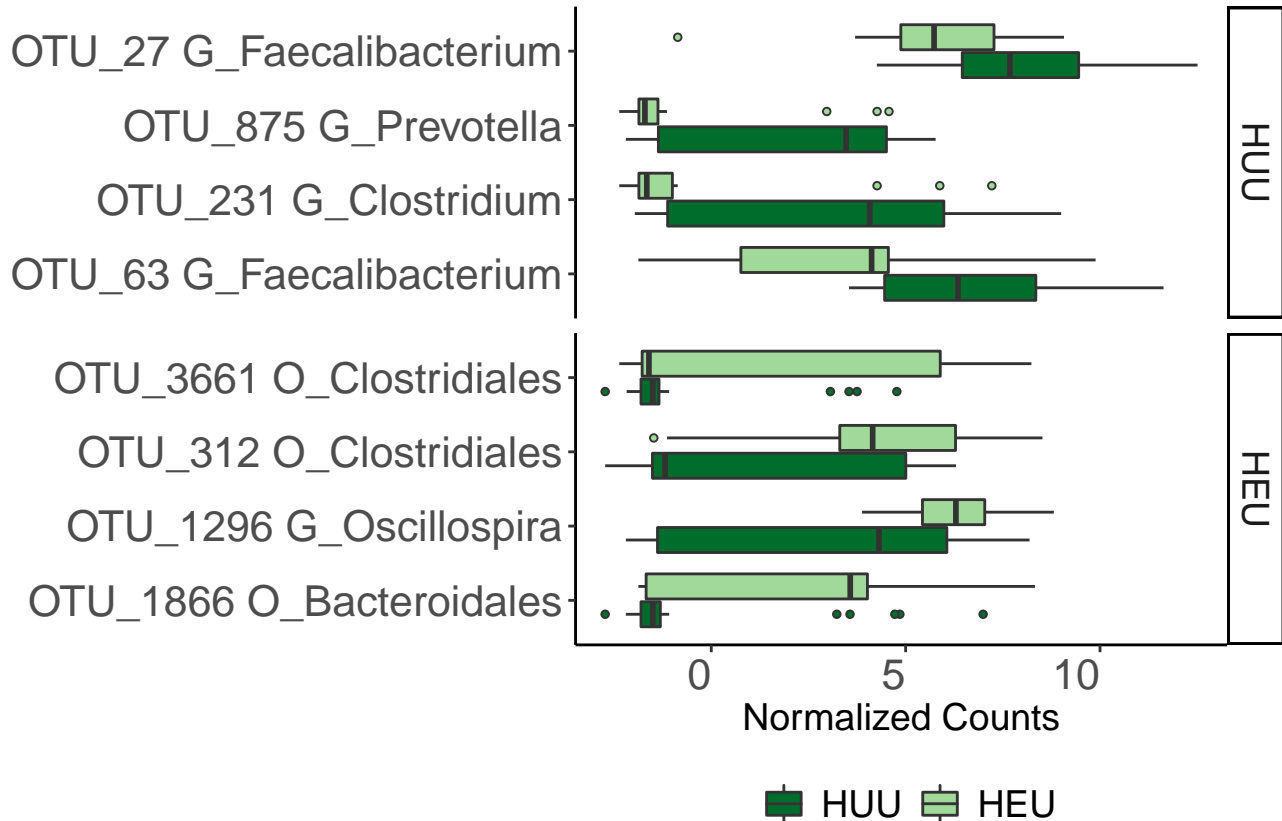 OTU_27 G_Faecalibacterium
OTU_875 G_Prevotella
OTU_231 G_Clostridium
OTU_63 G_Faecalibacterium
HUU
OTU_3661 O_Clostridiales
OTU_312 O_Clostridiales
OTU_1296 G_Oscillospira
OTU_1866 O_Bacteroidales
HEU
0 5 10
Normalized Counts
HUU HEU